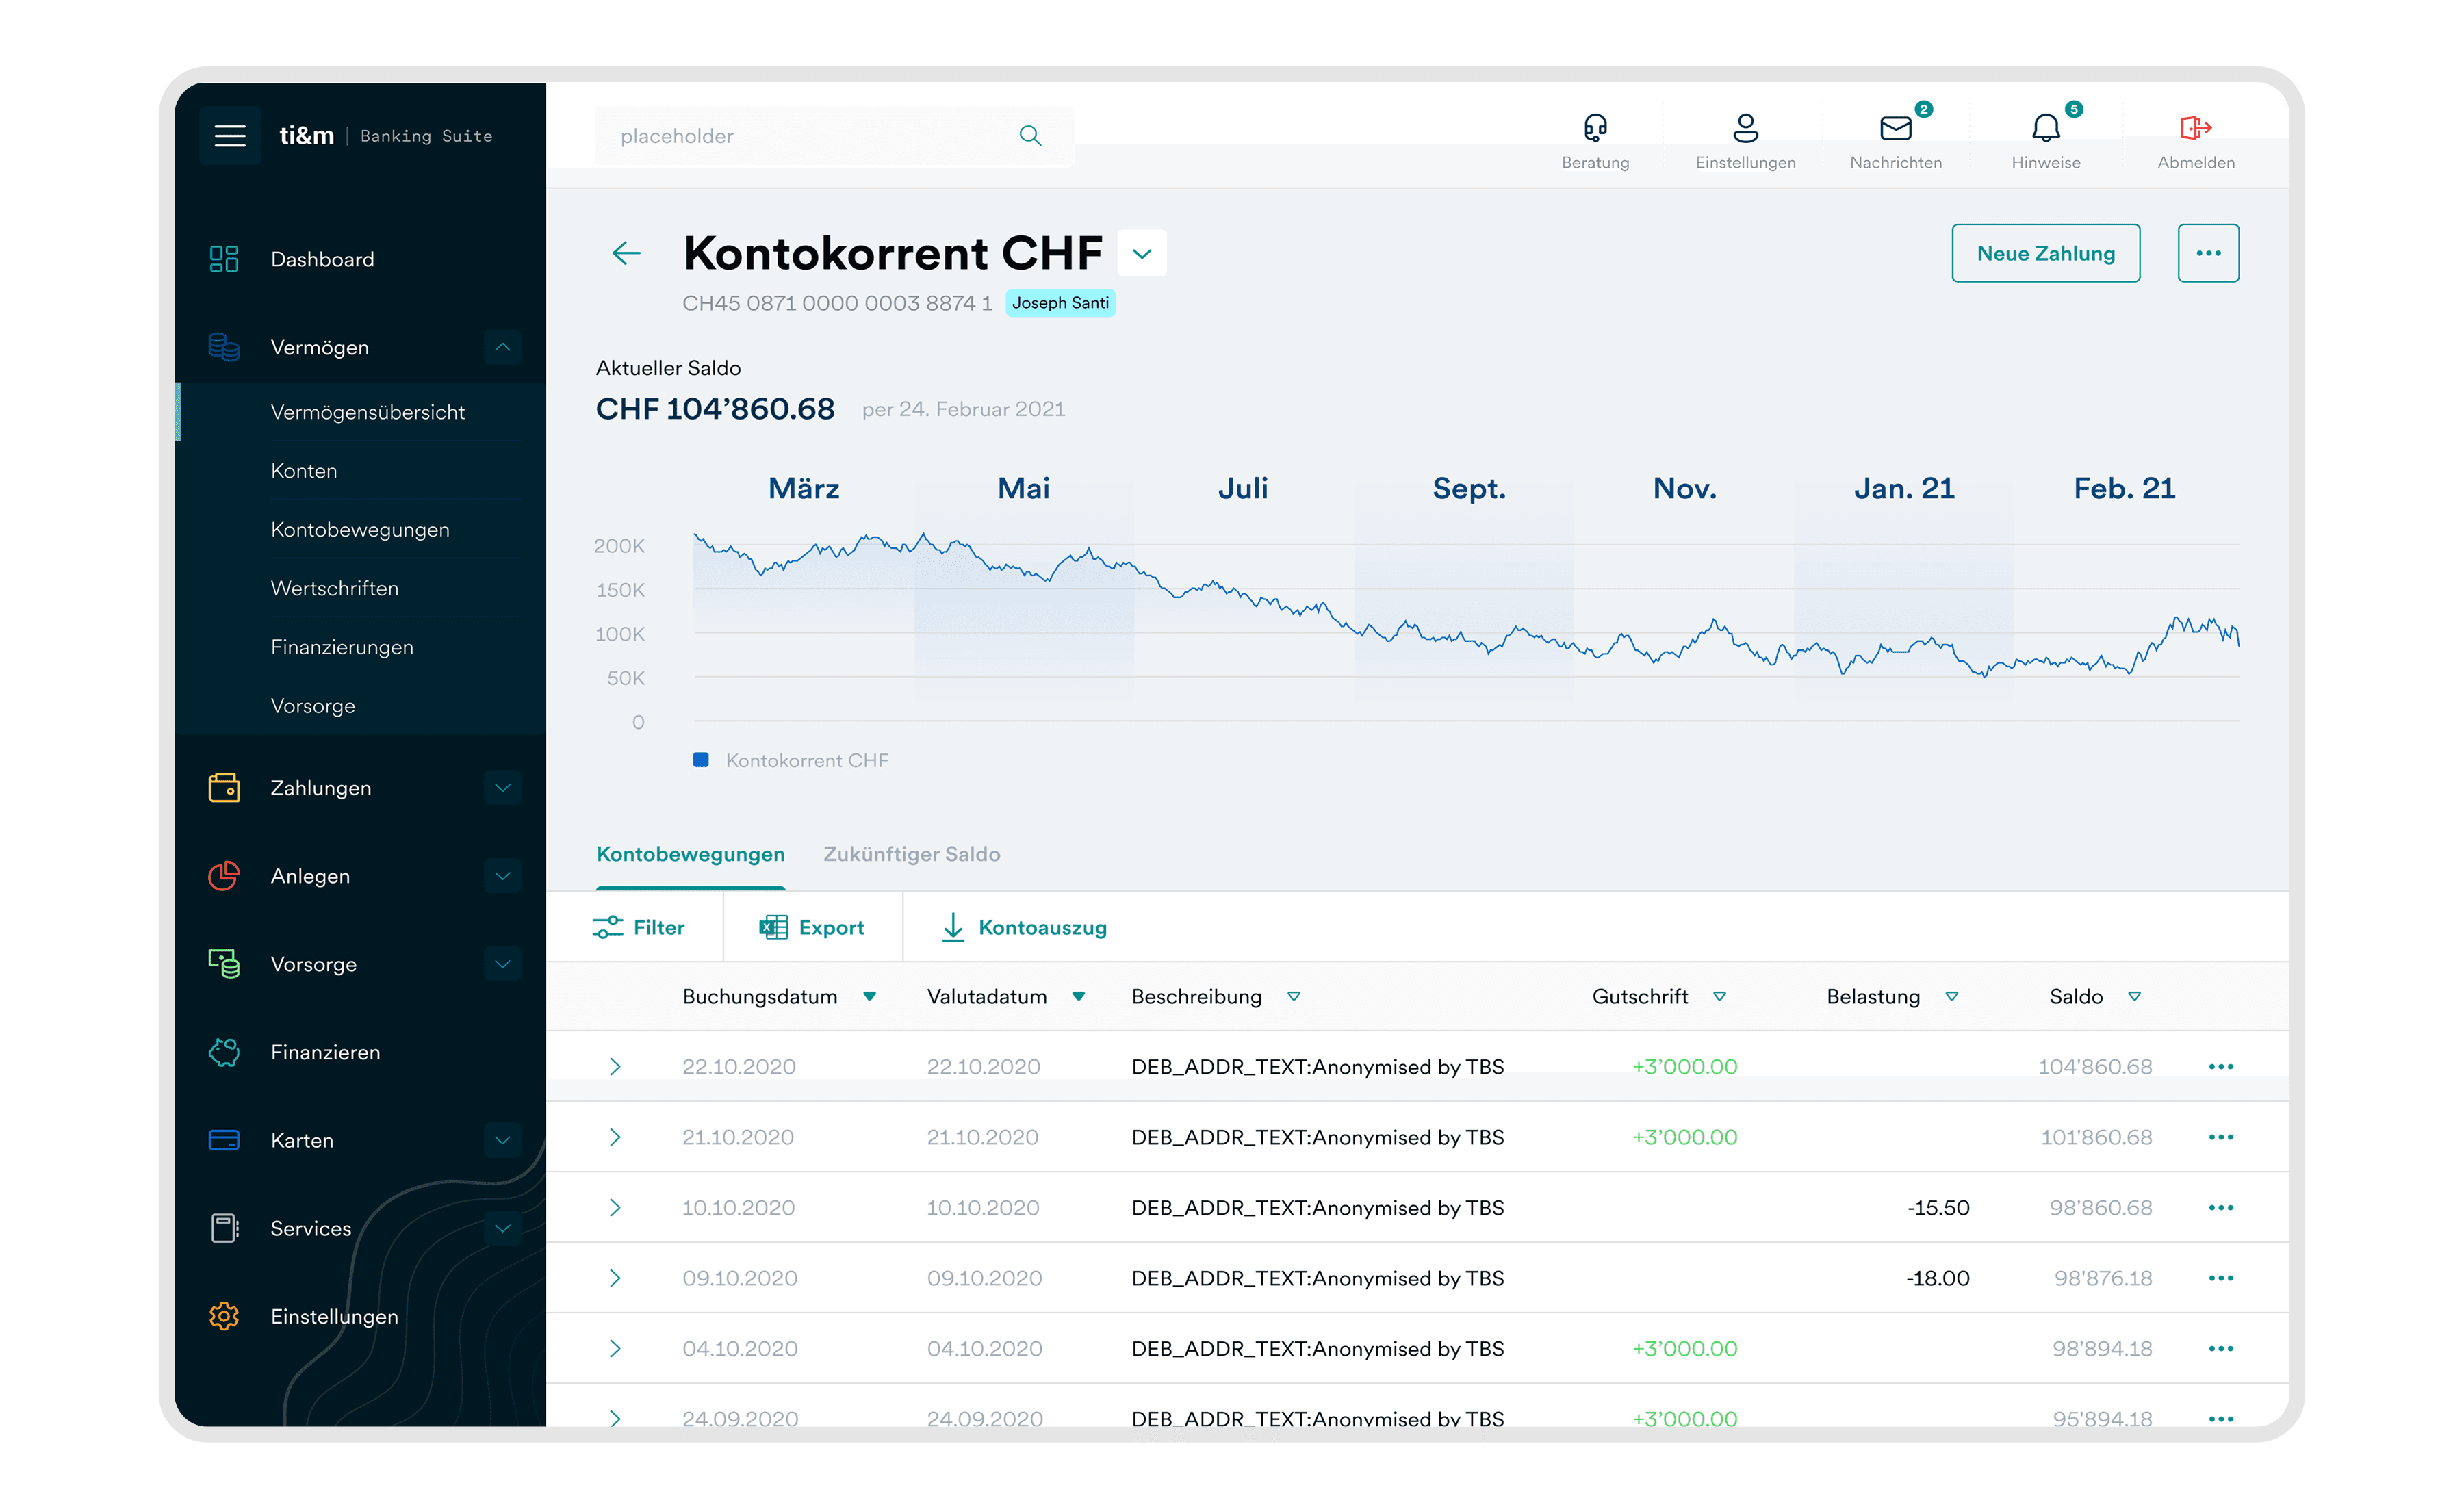 ti&m | Banking Suite
placeholder
2
5
Beratung
Einstellungen
Nachrichten
Hinweise
Abmelden
Dashboard
Vermögen
Vermögensübersicht
Konten
Kontobewegungen
Wertschriften
Finanzierungen
Vorsorge
Zahlungen
Anlegen
Vorsorge
Finanzieren
Karten
Services
Einstellungen
Kontokorrent CHF
Neue Zahlung
CH45 0871 0000 0003 8874 1 Joseph Santi
Aktueller Saldo
CHF 104’860.68 per 24. Februar 2021
März Mai Juli Sept. Nov. Jan. 21 Feb. 21
200K
150K
100K
50K
0
Kontokorrent CHF
Kontobewegungen Zukünftiger Saldo
Filter X Export Kontoauszug
Buchungsdatum Valutadatum Beschreibung Gutschrift Belastung Saldo
22.10.2020 22.10.2020 DEB_ADDR_TEXT:Anonymised by TBS +3’000.00 104'860.68
21.10.2020 21.10.2020 DEB_ADDR_TEXT:Anonymised by TBS +3’000.00 101'860.68
10.10.2020 10.10.2020 DEB_ADDR_TEXT:Anonymised by TBS -15.50 98'860.68
09.10.2020 09.10.2020 DEB_ADDR_TEXT:Anonymised by TBS -18.00 98'876.18
04.10.2020 04.10.2020 DEB_ADDR_TEXT:Anonymised by TBS +3’000.00 98'894.18
24.09.2020 24.09.2020 DEB_ADDR_TEXT:Anonymised by TBS +3’000.00 95'894.18